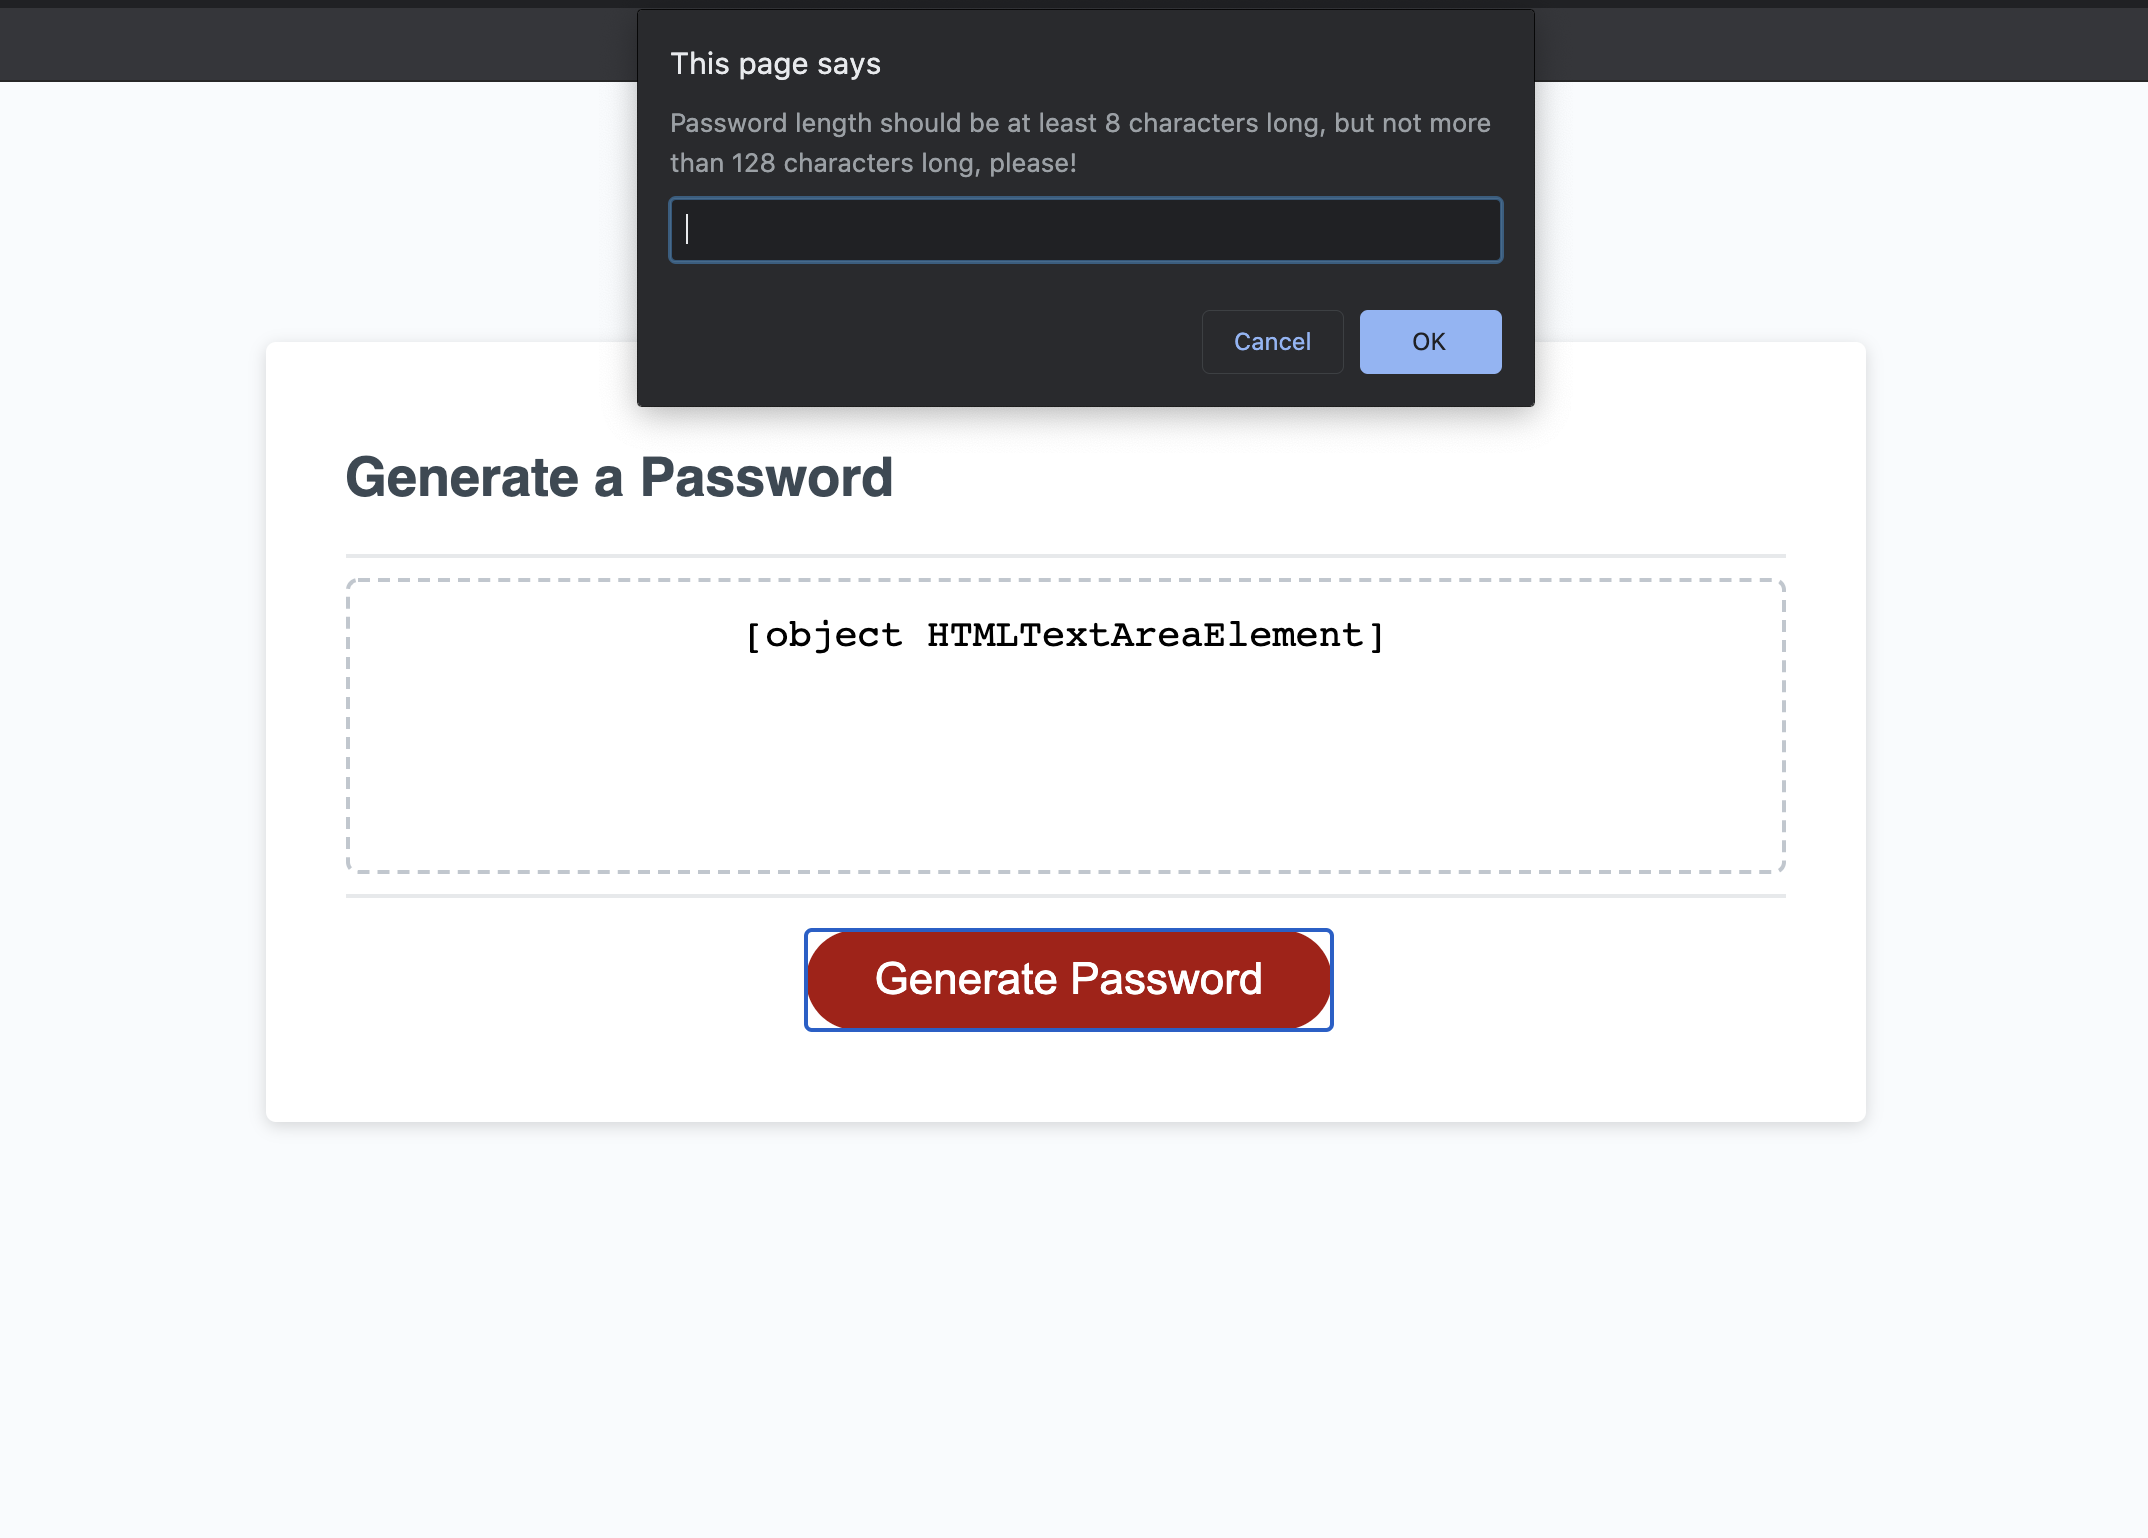 This page says
Password length should be at least 8 characters long, but not more
than 128 characters long, please!
Cancel
OK
Generate a Password
[object HTMLTextAreaElement]
Generate Password